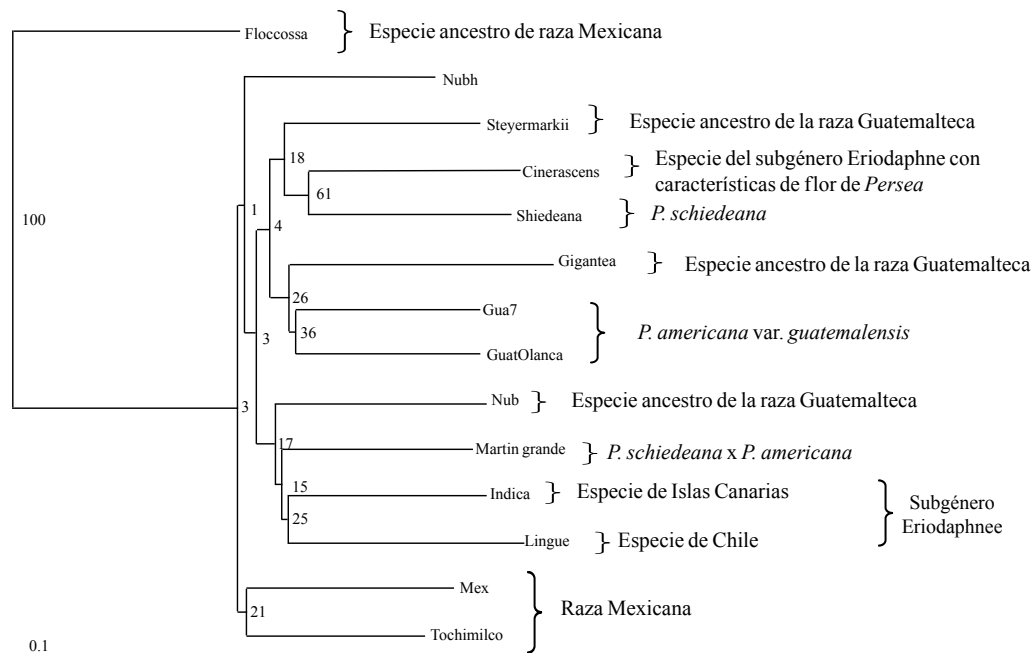 Floccossa } Especie ancestro de raza Mexicana
Nubh
Steyermarkii } Especie ancestro de la raza Guatemalteca
18
Cinerascens } Especie del subgénero Eriodaphne con
características de flor de Persea
61
Shiedeana } P. schiedeana
100
1
4
Gigantea } Especie ancestro de la raza Guatemalteca
26
Gua7
36
3
P. americana var. guatemalensis
GuatOlanca
Nub } Especie ancestro de la raza Guatemalteca
3
17
Martin grande } P. schiedeana x P. americana
15
Indica } Especie de Islas Canarias
25
Subgénero
Eriodaphnee
Lingue } Especie de Chile
Mex
21
Raza Mexicana
Tochimilco
0.1